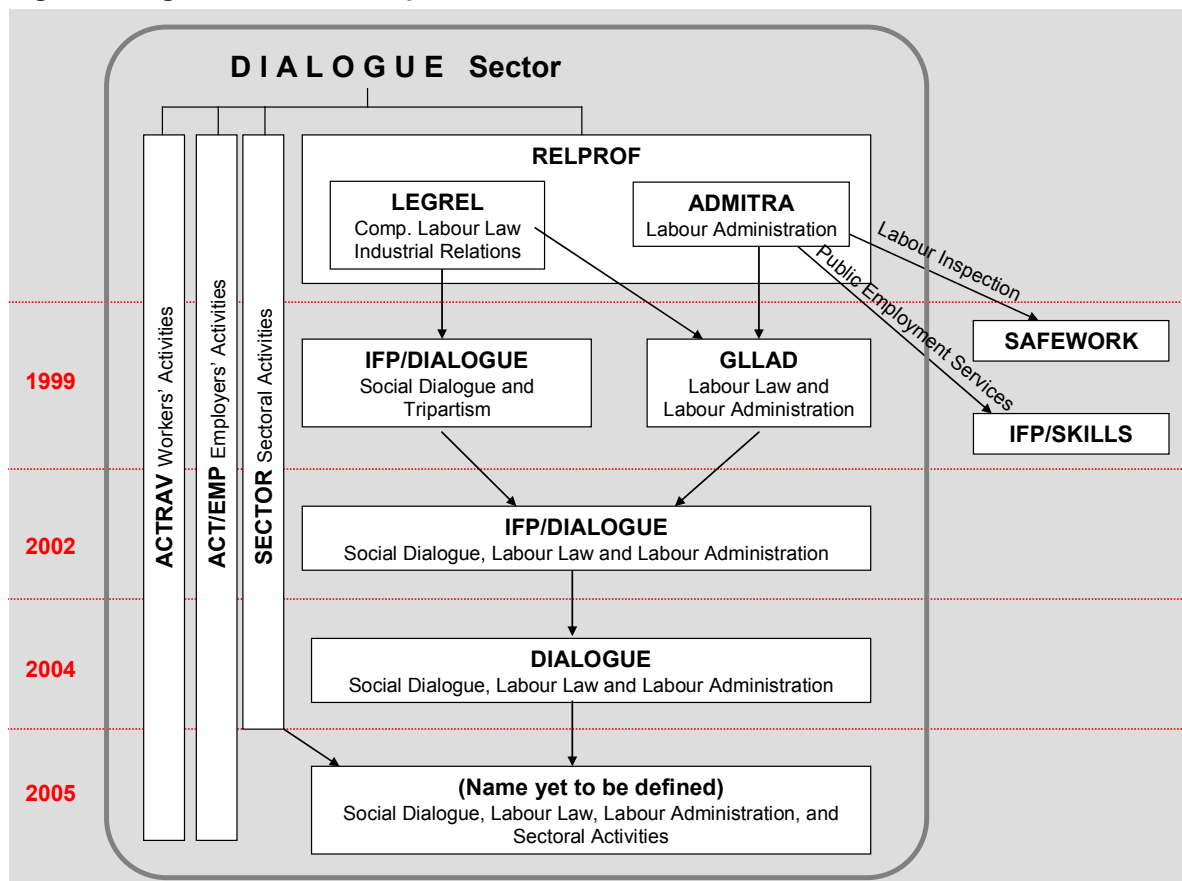 D I A L O G U E Sector
RELPROF
LEGREL
Comp. Labour Law
Industrial Relations
ADMITRA
Labour Administration
Labour Inspection
Public Employment Services
ACTRAV Workers' Activities
ACT/EMP Employers' Activities
SECTOR Sectoral Activities
1999
IFP/DIALOGUE
Social Dialogue and
Tripartism
GLLAD
Labour Law and
Labour Administration
SAFEWORK
IFP/SKILLS
2002
IFP/DIALOGUE
Social Dialogue, Labour Law and Labour Administration
2004
DIALOGUE
Social Dialogue, Labour Law and Labour Administration
2005
(Name yet to be defined)
Social Dialogue, Labour Law, Labour Administration, and
Sectoral Activities